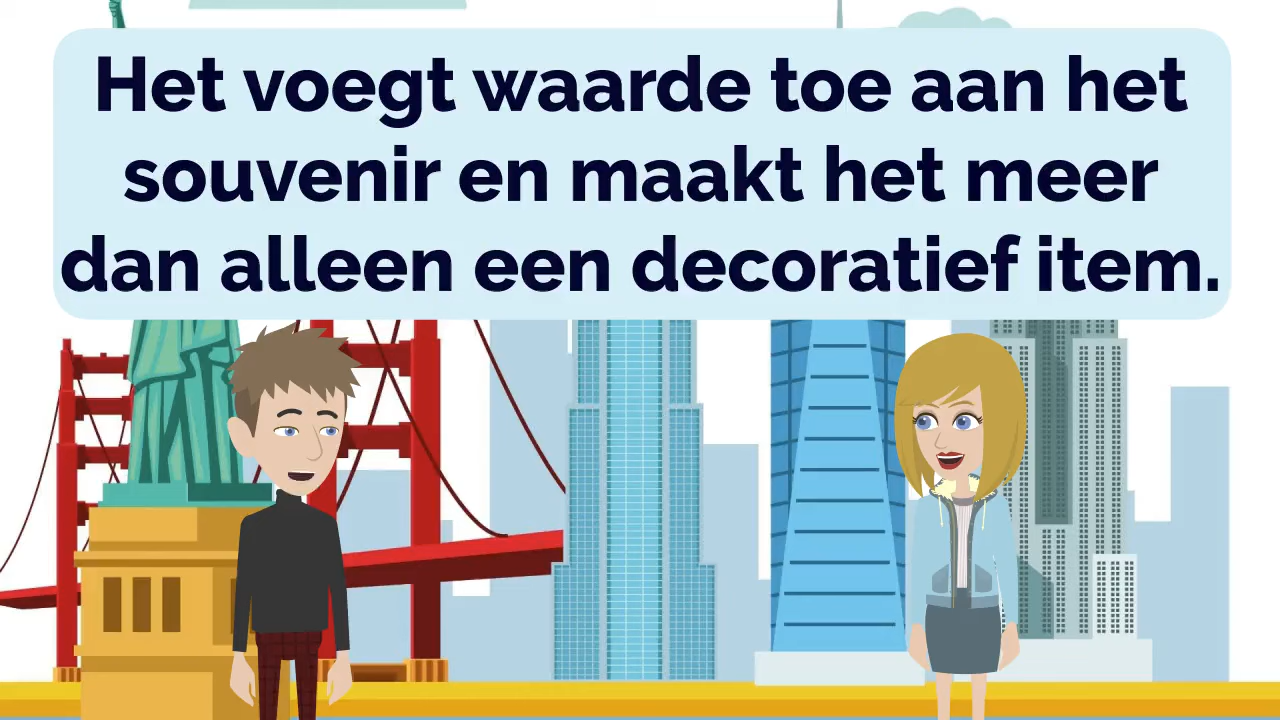 Het voegt waarde toe aan het
souvenir en maakt het meer
dan alleen een decoratief item.